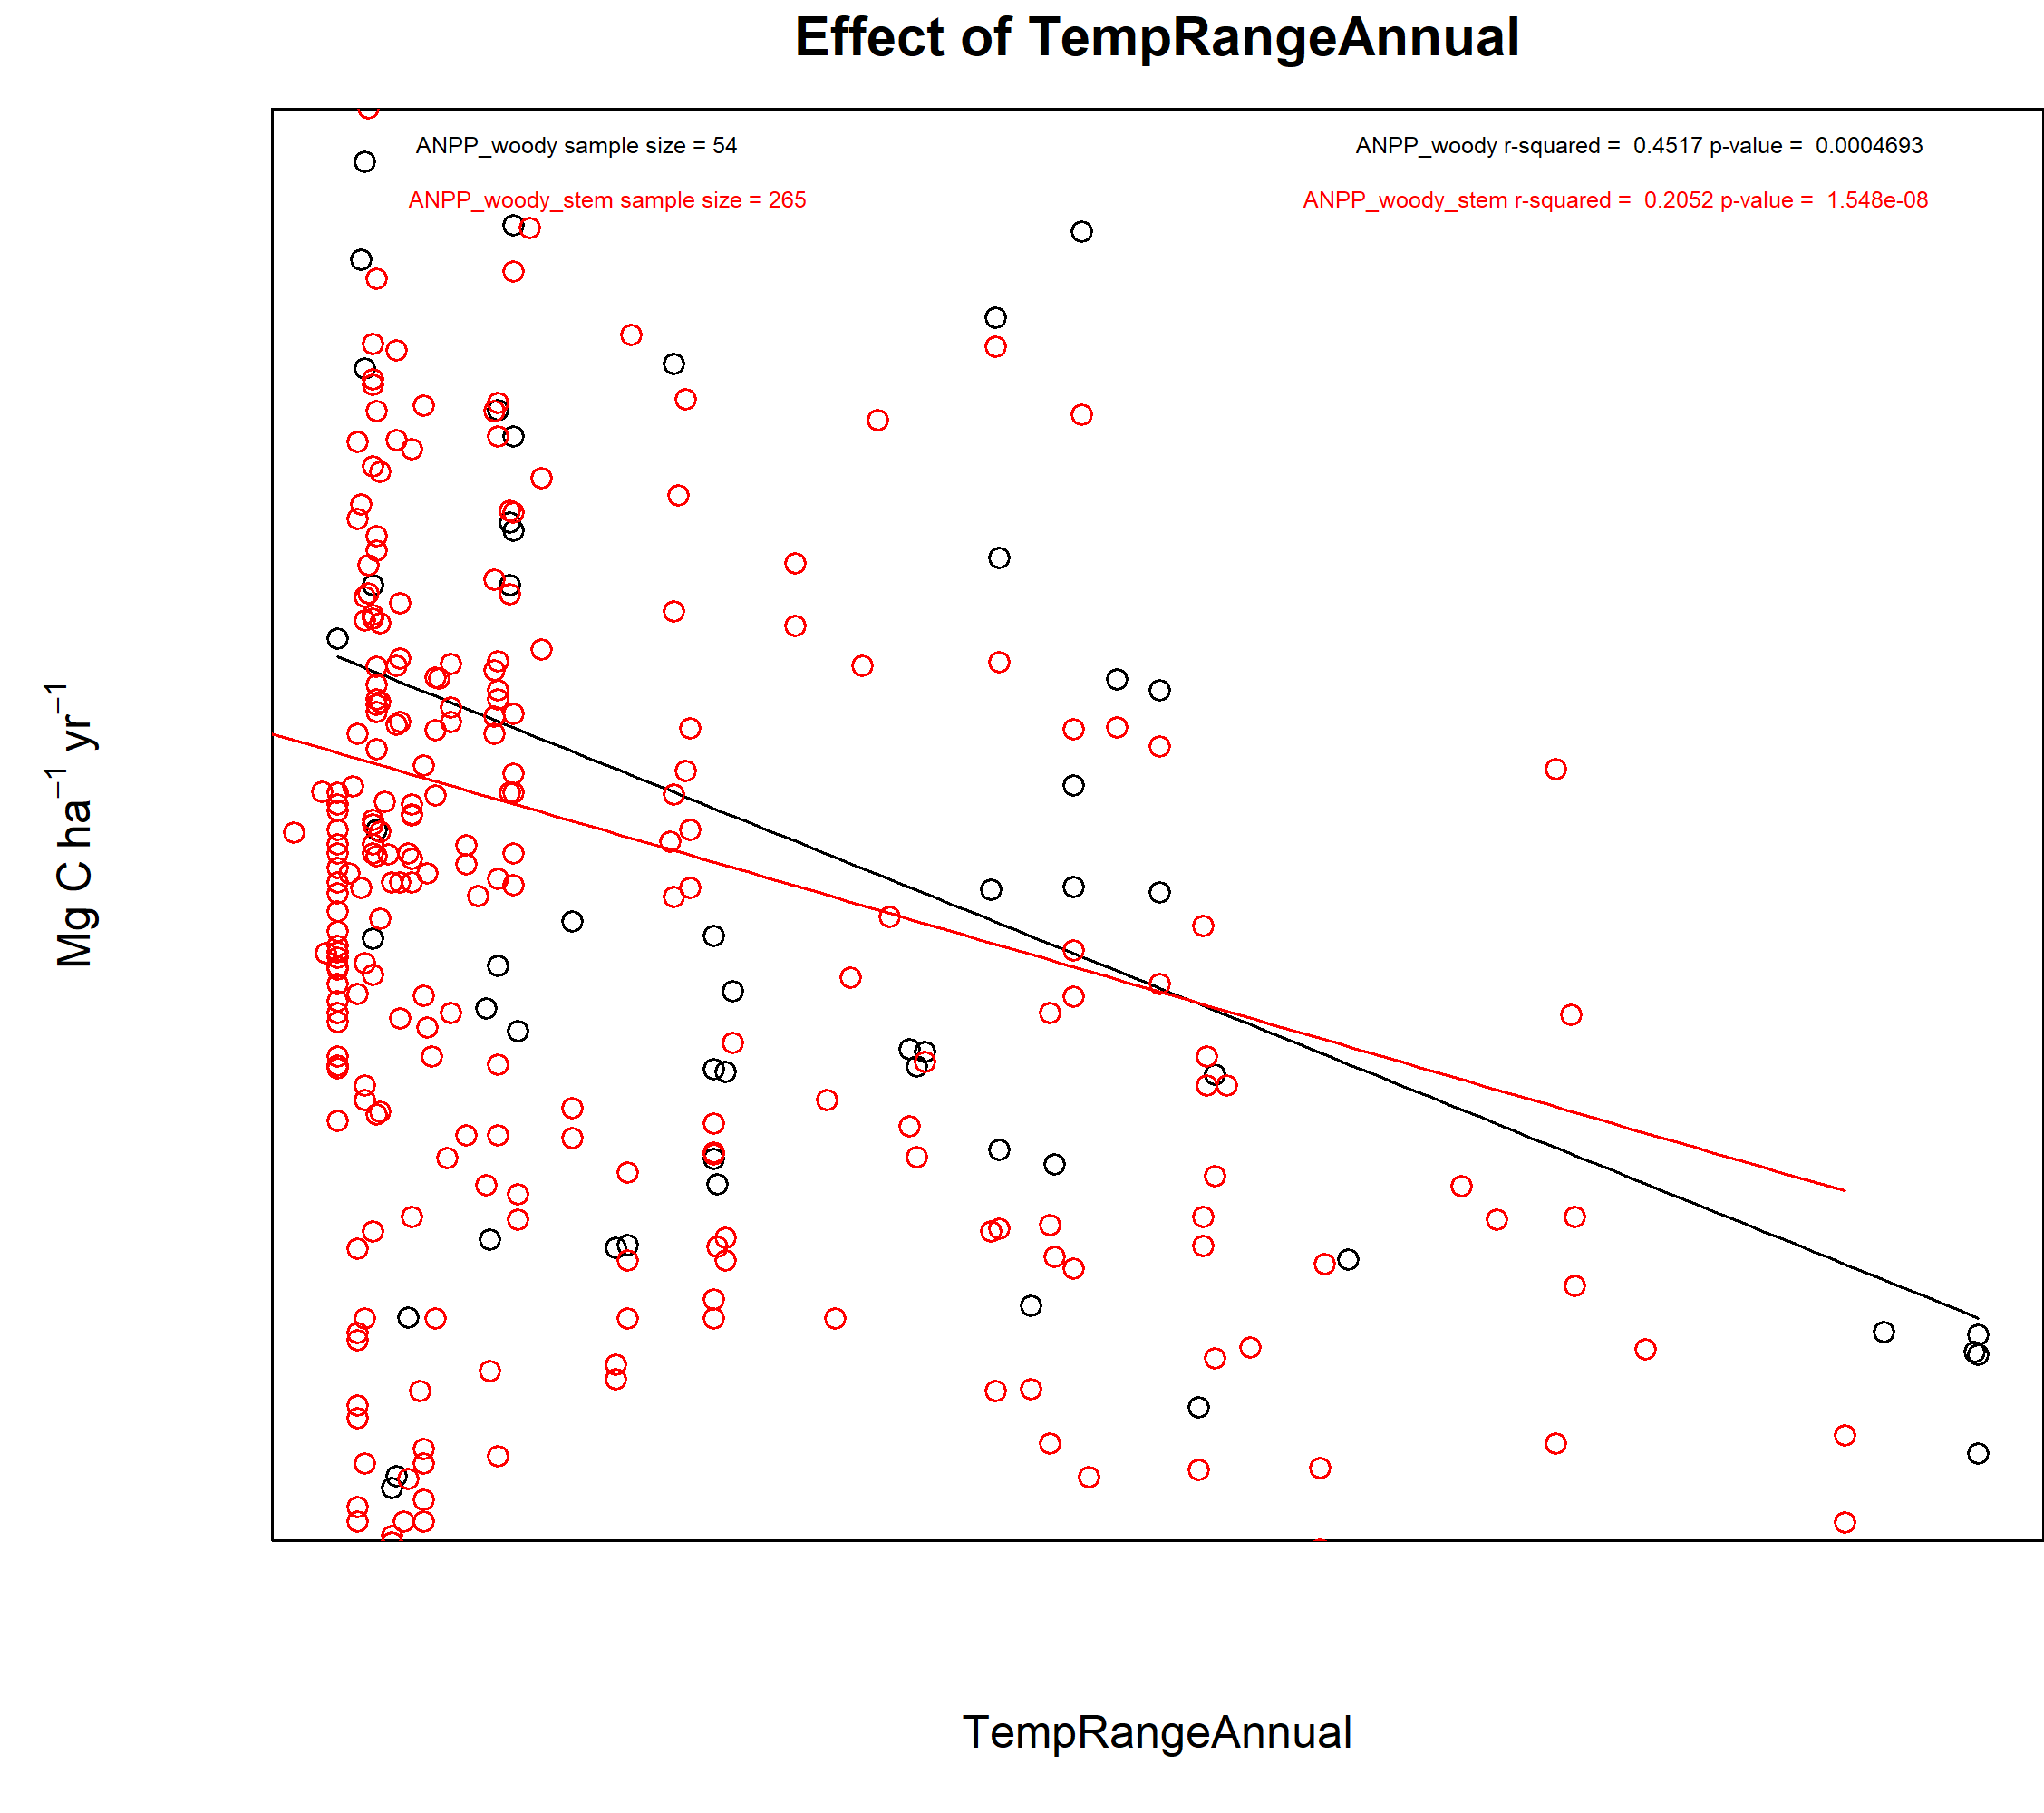 Effect of TempRangeAnnual
ANPP_woody sample size = 54
ANPP_woody r-squared = 0.4517 p-value = 0.0004693
ANPP_woody_stem sample size = 265
ANPP_woody_stem r-squared = 0.2052 p-value = 1.548e-08
Mg C ha⁻¹ yr⁻¹
TempRangeAnnual